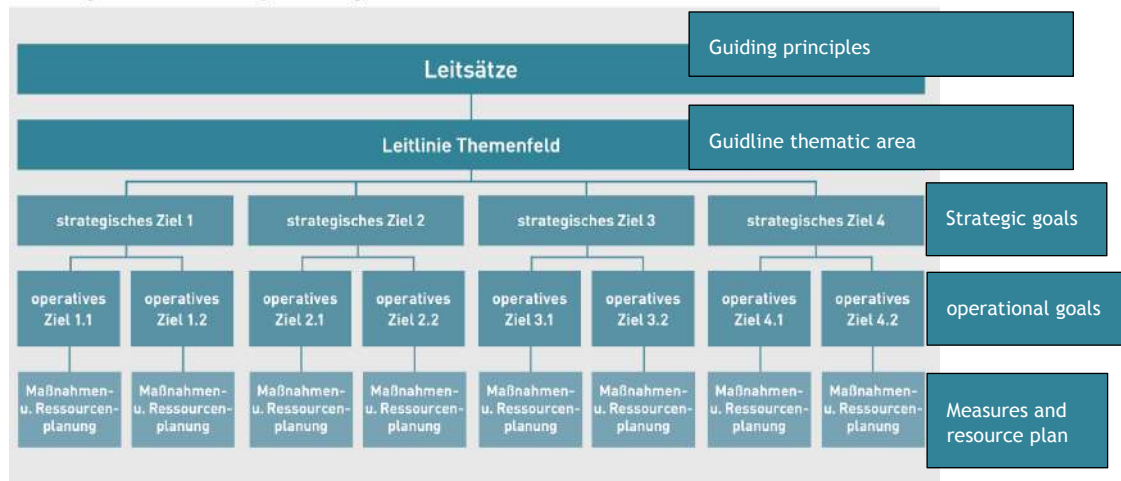 Leitsätze
Guiding principles
Leitlinie Themenfeld
Guidline thematic area
strategisches Ziel 1
strategisches Ziel 2
strategisches Ziel 3
strategisches Ziel 4
Strategic goals
operatives
Ziel 1.1
operatives
Ziel 1.2
operatives
Ziel 2.1
operatives
Ziel 2.2
operatives
Ziel 3.1
operatives
Ziel 3.2
operatives
Ziel 4.1
operatives
Ziel 4.2
operational goals
Maßnahmen-
u. Ressourcen-
planung
Maßnahmen-
u. Ressourcen-
planung
Maßnahmen-
u. Ressourcen-
planung
Maßnahmen-
u. Ressourcen-
planung
Maßnahmen-
u. Ressourcen-
planung
Maßnahmen-
u. Ressourcen-
planung
Maßnahmen-
u. Ressourcen-
planung
Maßnahmen-
u. Ressourcen-
planung
Measures and
resource plan